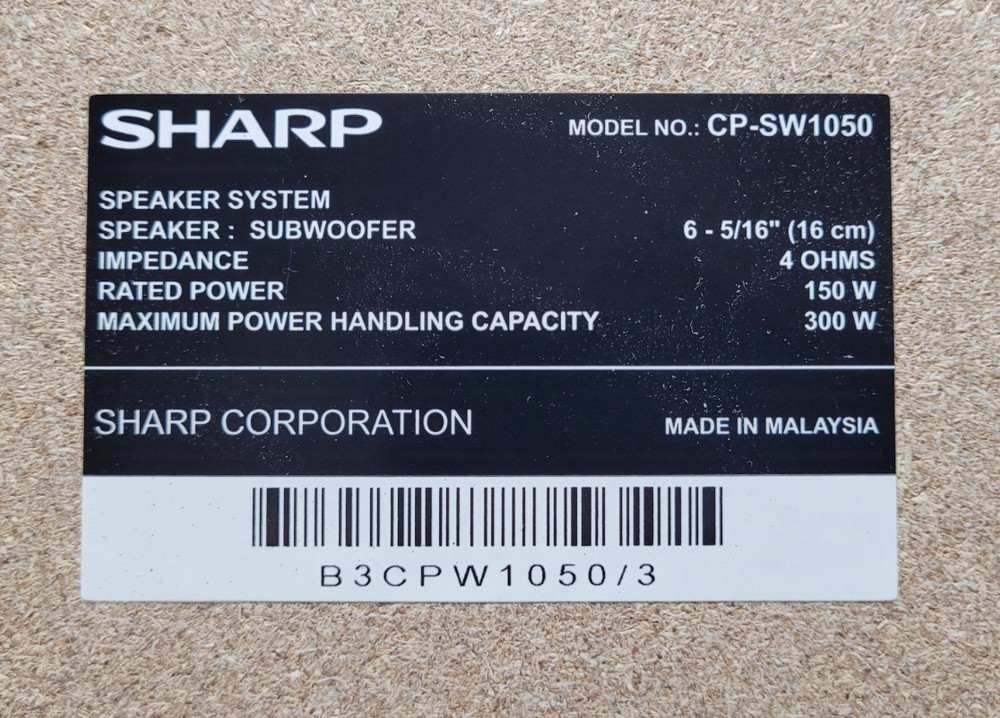 SHARP MODEL NO.: CP-SW1050
SPEAKER SYSTEM
SPEAKER : SUBWOOFER 6 - 5/16" (16 cm)
IMPEDANCE 4 OHMS
RATED POWER 150 W
MAXIMUM POWER HANDLING CAPACITY 300 W
SHARP CORPORATION MADE IN MALAYSIA
B3CPW1050/3